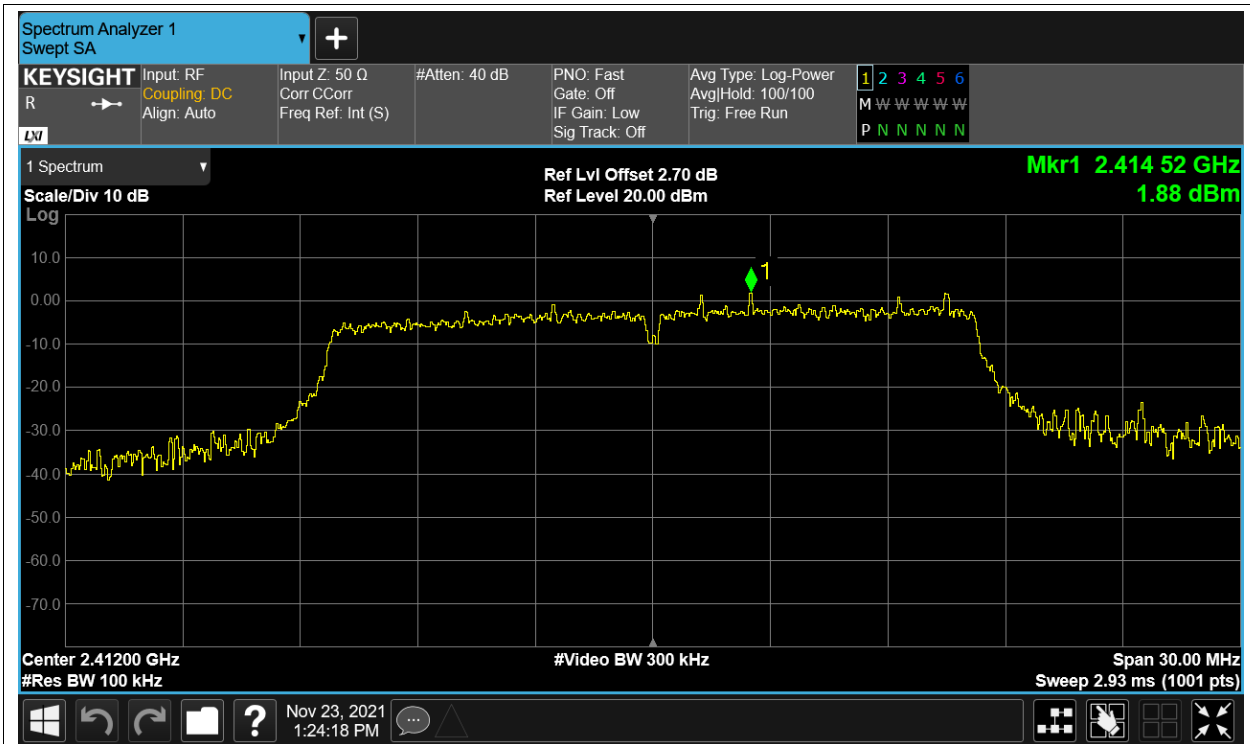 Spectrum Analyzer 1
Swept SA
KEYSIGHT
R
LXI
Input: RF
Coupling: DC
Align: Auto
Input Z: 50 Ω
Corr CCorr
Freq Ref: Int (S)
#Atten: 40 dB
PNO: Fast
Gate: Off
IF Gain: Low
Sig Track: Off
Avg Type: Log-Power
Avg|Hold: 100/100
Trig: Free Run
1 2 3 4 5 6
M W W W W W W
P N N N N N N
1 Spectrum
Scale/Div 10 dB
Ref Lvl Offset 2.70 dB
Ref Level 20.00 dBm
Mkr1 2.414 52 GHz
1.88 dBm
Log
10.0
0.00
-10.0
-20.0
-30.0
-40.0
-50.0
-60.0
-70.0
1
Center 2.41200 GHz
#Res BW 100 kHz
#Video BW 300 kHz
Span 30.00 MHz
Sweep 2.93 ms (1001 pts)
?
Nov 23, 2021
1:24:18 PM